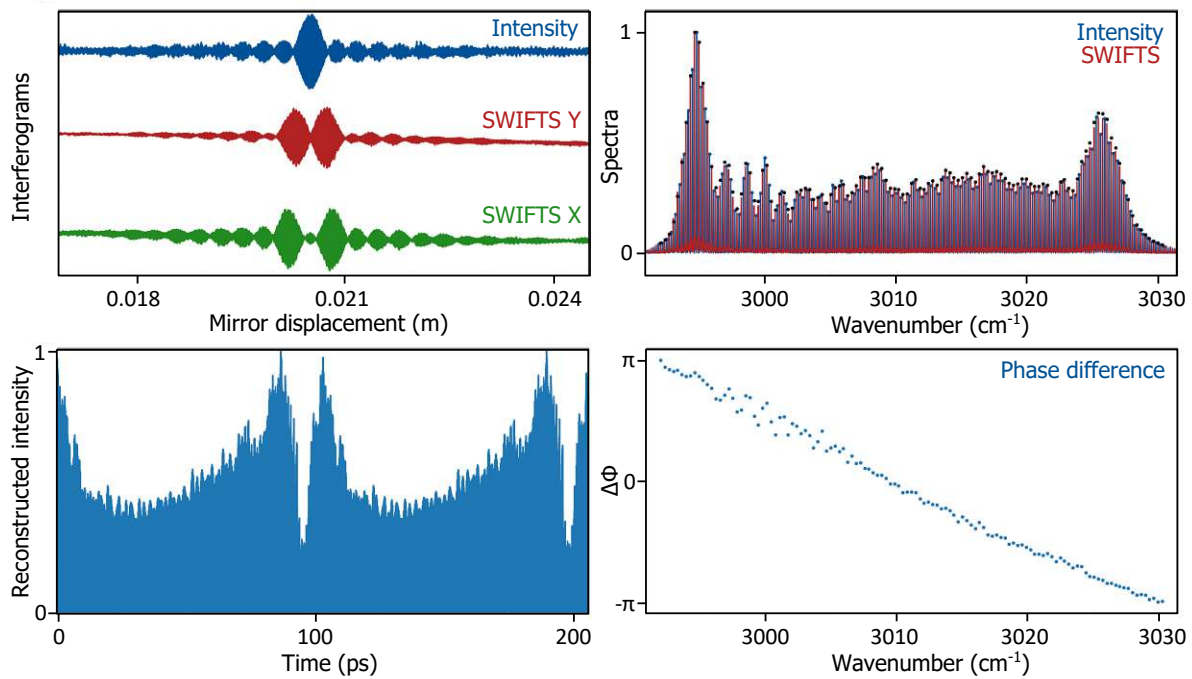 Interferograms
Intensity
SWIFTS Y
SWIFTS X
0.018
0.021
0.024
Mirror displacement (m)
Spectra
1
0
Intensity
SWIFTS
3000
3010
3020
3030
Wavenumber (cm⁻¹)
Reconstructed intensity
1
0
0
100
200
Time (ps)
ΔΦ
π
0
-π
Phase difference
3000
3010
3020
3030
Wavenumber (cm⁻¹)